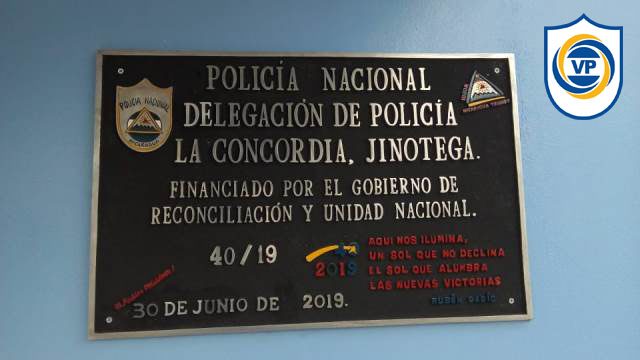 VP
POLICÍA NACIONAL
DELEGACIÓN DE POLICÍA
LA CONCORDIA, JINOTEGA.
FINANCIADO POR EL GOBIERNO DE
RECONCILIACIÓN Y UNIDAD NACIONAL.
POLICIA NACIONAL
NICARAGUA
40/19
2019
AQUI NOS ILUMINA,
UN SOL QUE NO DECLINA
EL SOL QUE ALUMBRA
LAS NUEVAS VICTORIAS
RUBÉN DARÍO
30 DE JUNIO DE 2019.